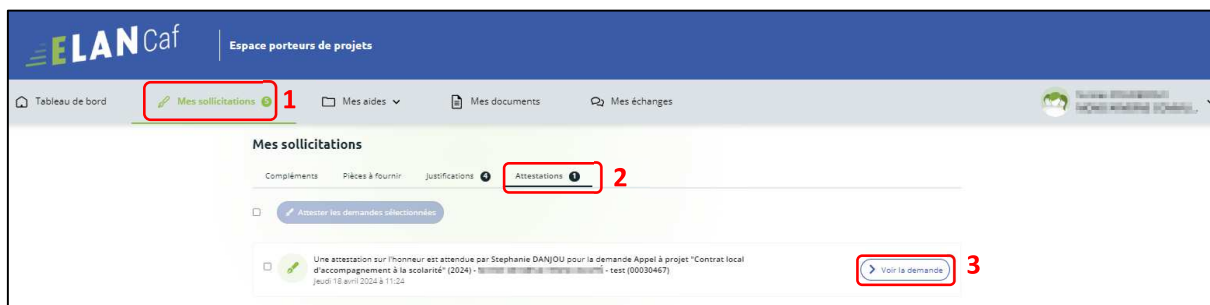 ELAN Caf
Espace porteurs de projets
Tableau de bord
Mes sollicitations 5
1
Mes aides
Mes documents
Mes échanges
Mes sollicitations
Compléments
Pièces à fournir
Justifications 4
Attestations 1
2
Attester les demandes sélectionnées
Une attestation sur l'honneur est attendue par Stephanie DANJOU pour la demande Appel à projet "Contrat local
d'accompagnement à la scolarité" (2024) - - test (00030467)
Jeudi 18 avril 2024 à 11:24
Voir la demande
3